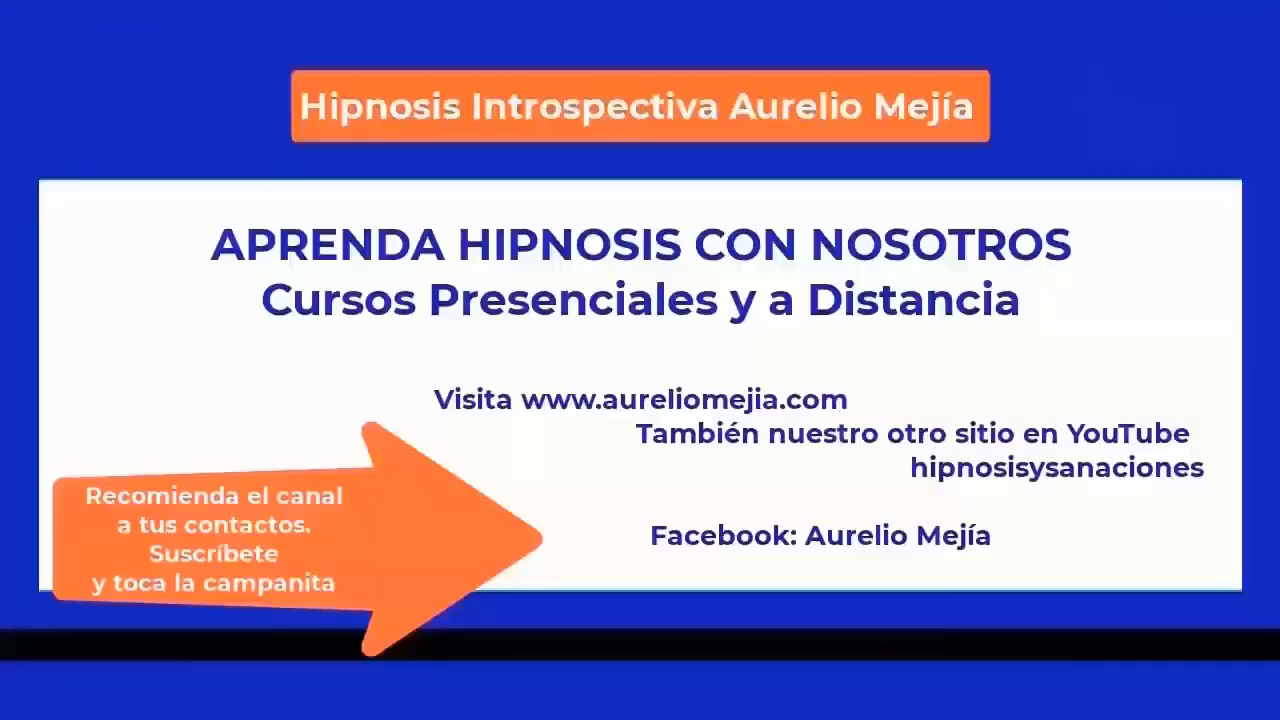 Hipnosis Introspectiva Aurelio Mejía
APRENDA HIPNOSIS CON NOSOTROS
Cursos Presenciales y a Distancia
Visita www.aureliomejia.com
También nuestro otro sitio en YouTube
hipnosisysanaciones
Recomienda el canal
a tus contactos.
Suscríbete
y toca la campanita
Facebook: Aurelio Mejía